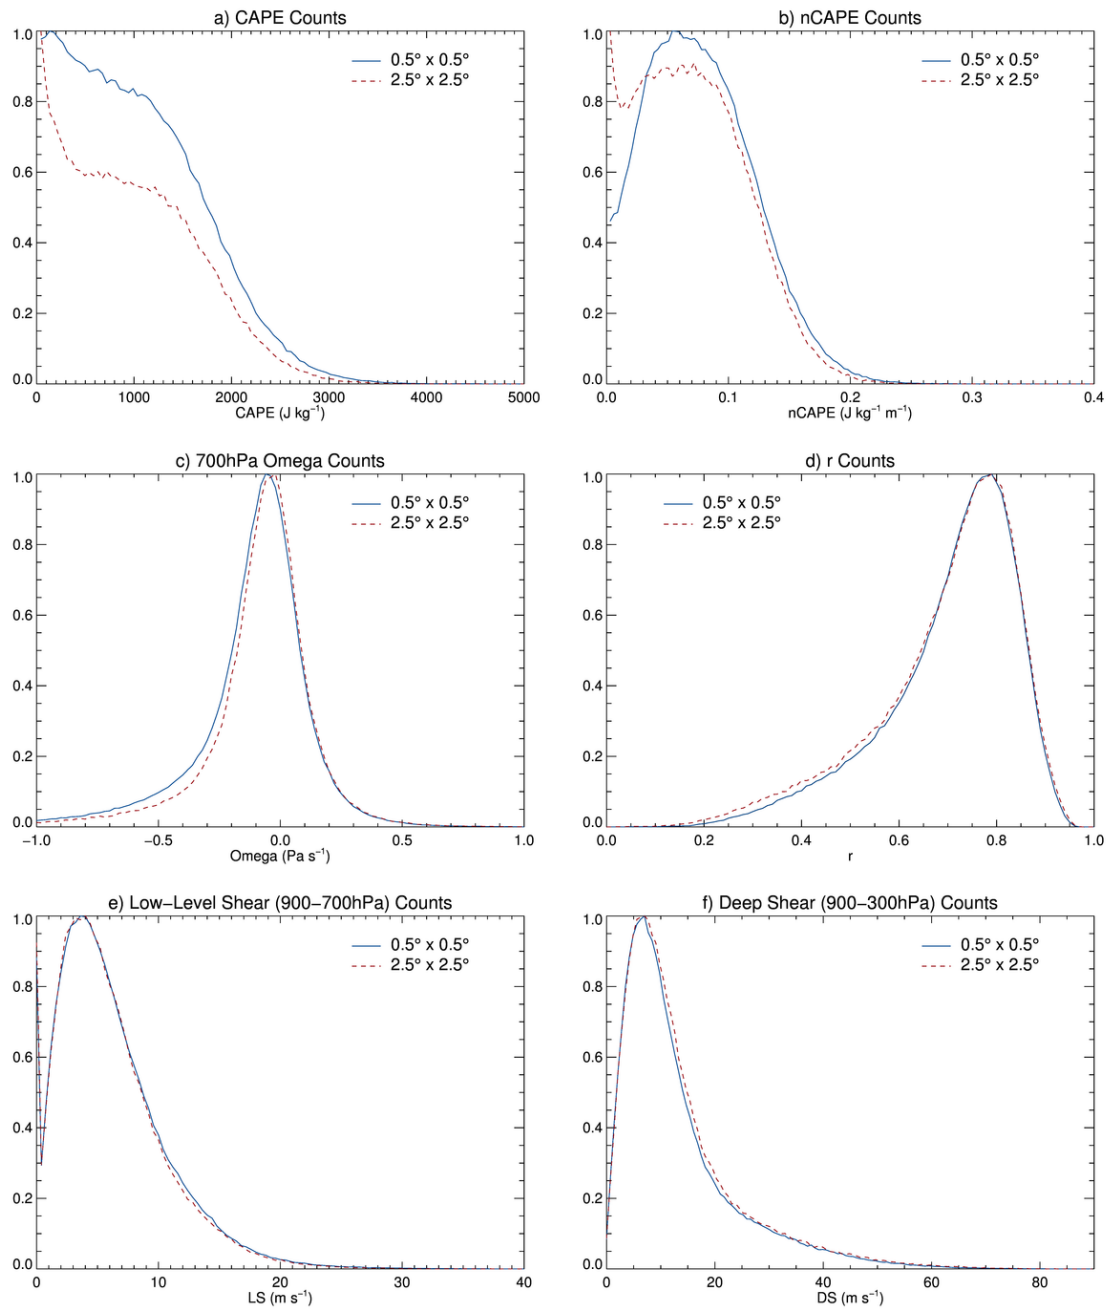 a) CAPE Counts
1.0
0.8
0.6
0.4
0.2
0.0
0.5° x 0.5°
2.5° x 2.5°
0 1000 2000 3000 4000 5000
CAPE (J kg⁻¹)
b) nCAPE Counts
1.0
0.8
0.6
0.4
0.2
0.0
0.5° x 0.5°
2.5° x 2.5°
0.0 0.1 0.2 0.3 0.4
nCAPE (J kg⁻¹ m⁻¹)
c) 700hPa Omega Counts
1.0
0.8
0.6
0.4
0.2
0.0
0.5° x 0.5°
2.5° x 2.5°
−1.0 −0.5 0.0 0.5 1.0
Omega (Pa s⁻¹)
d) r Counts
1.0
0.8
0.6
0.4
0.2
0.0
0.5° x 0.5°
2.5° x 2.5°
0.0 0.2 0.4 0.6 0.8 1.0
r
e) Low−Level Shear (900−700hPa) Counts
1.0
0.8
0.6
0.4
0.2
0.0
0.5° x 0.5°
2.5° x 2.5°
0 10 20 30 40
LS (m s⁻¹)
f) Deep Shear (900−300hPa) Counts
1.0
0.8
0.6
0.4
0.2
0.0
0.5° x 0.5°
2.5° x 2.5°
0 20 40 60 80
DS (m s⁻¹)